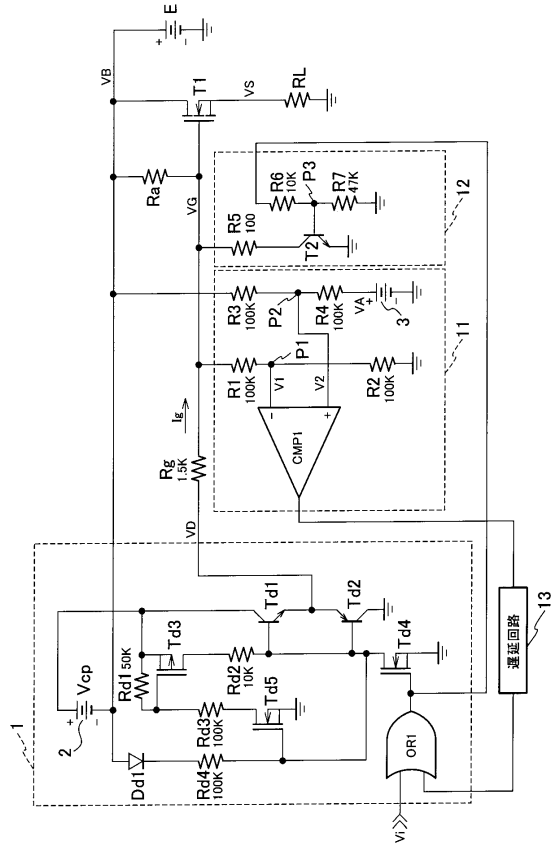 1
2
Vcp
+
-
VB
+
-
E
Dd1
Rd1
50K
Td3
Rd2
10K
Rd3
100K
Rd4
100K
Td5
Td1
Td2
Td4
VD
Rg
1.5K
Ig
VG
Ra
T1
VS
RL
R1
100K
R3
100K
P1
P2
V1
V2
-
+
CMP1
R2
100K
R4
100K
VA
+
-
3
11
R5
100
T2
R6
10K
P3
R7
47K
12
OR1
Vi
遅延回路
13